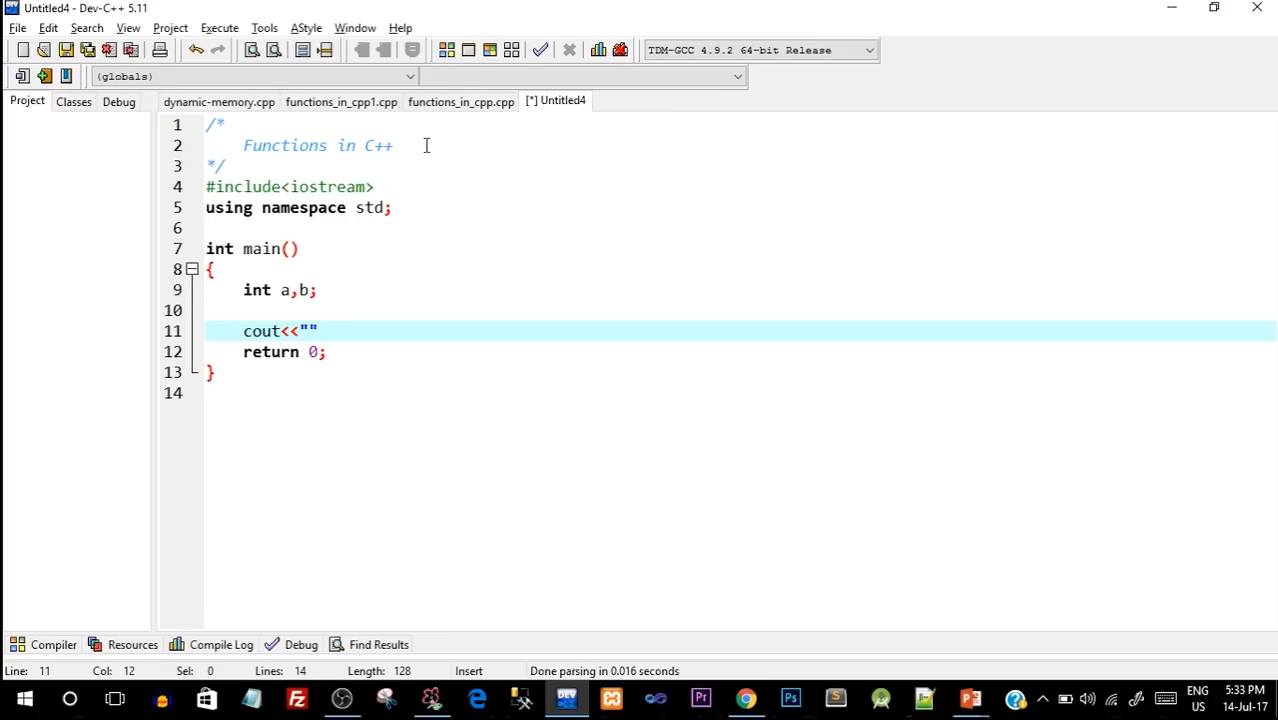 Untitled4 - Dev-C++ 5.11
File Edit Search View Project Execute Tools AStyle Window Help
TDM-GCC 4.9.2 64-bit Release
(globals)
Project Classes Debug dynamic-memory.cpp functions_in_cpp1.cpp functions_in_cpp.cpp [*] Untitled4
1 /*
2 Functions in C++
3 */
4 #include<iostream>
5 using namespace std;
6
7 int main()
8 {
9 int a,b;
10
11 cout<<""
12 return 0;
13 }
14
Compiler Resources Compile Log Debug Find Results
Line: 11 Col: 12 Sel: 0 Lines: 14 Length: 128 Insert Done parsing in 0.016 seconds
DEV Pr Ps S ENG 5:33 PM
US 14-Jul-17